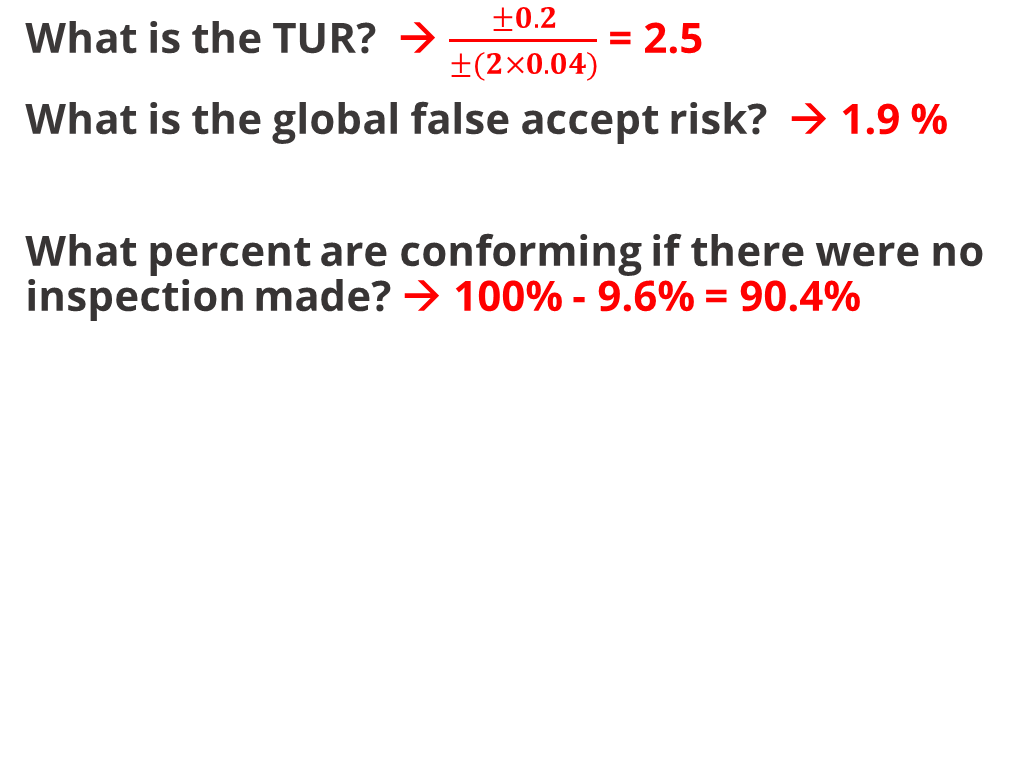 What is the TUR? → ±0.2 / ±(2×0.04) = 2.5
What is the global false accept risk? → 1.9 %
What percent are conforming if there were no
inspection made? → 100% - 9.6% = 90.4%